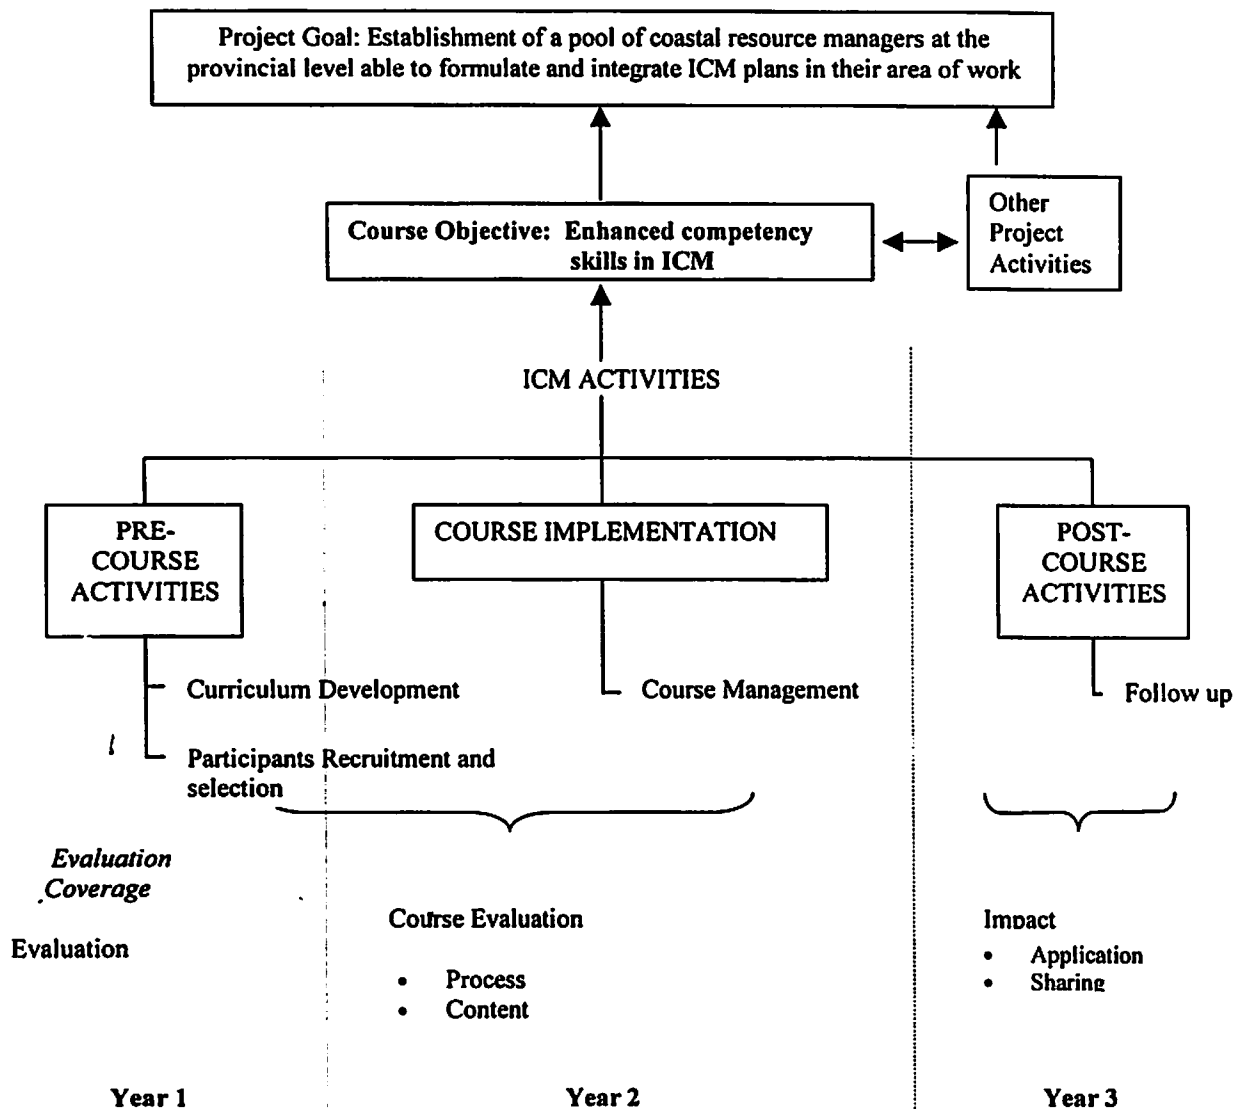 Project Goal: Establishment of a pool of coastal resource managers at the
provincial level able to formulate and integrate ICM plans in their area of work
Course Objective: Enhanced competency
skills in ICM
Other
Project
Activities
ICM ACTIVITIES
PRE-
COURSE
ACTIVITIES
COURSE IMPLEMENTATION
POST-
COURSE
ACTIVITIES
Curriculum Development
Participants Recruitment and
selection
Course Management
Follow up
Evaluation
Coverage
Evaluation
Course Evaluation
• Process
• Content
Impact
• Application
• Sharing
Year 1
Year 2
Year 3